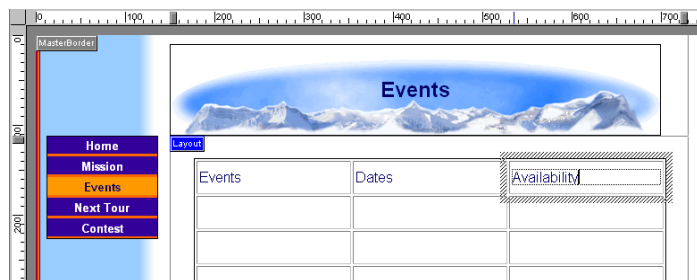 0 100 200 300 400 500 600 700
MasterBorder
Events
0
Layout
Home
Mission
Events
Next Tour
Contest
Events Dates Availability
200